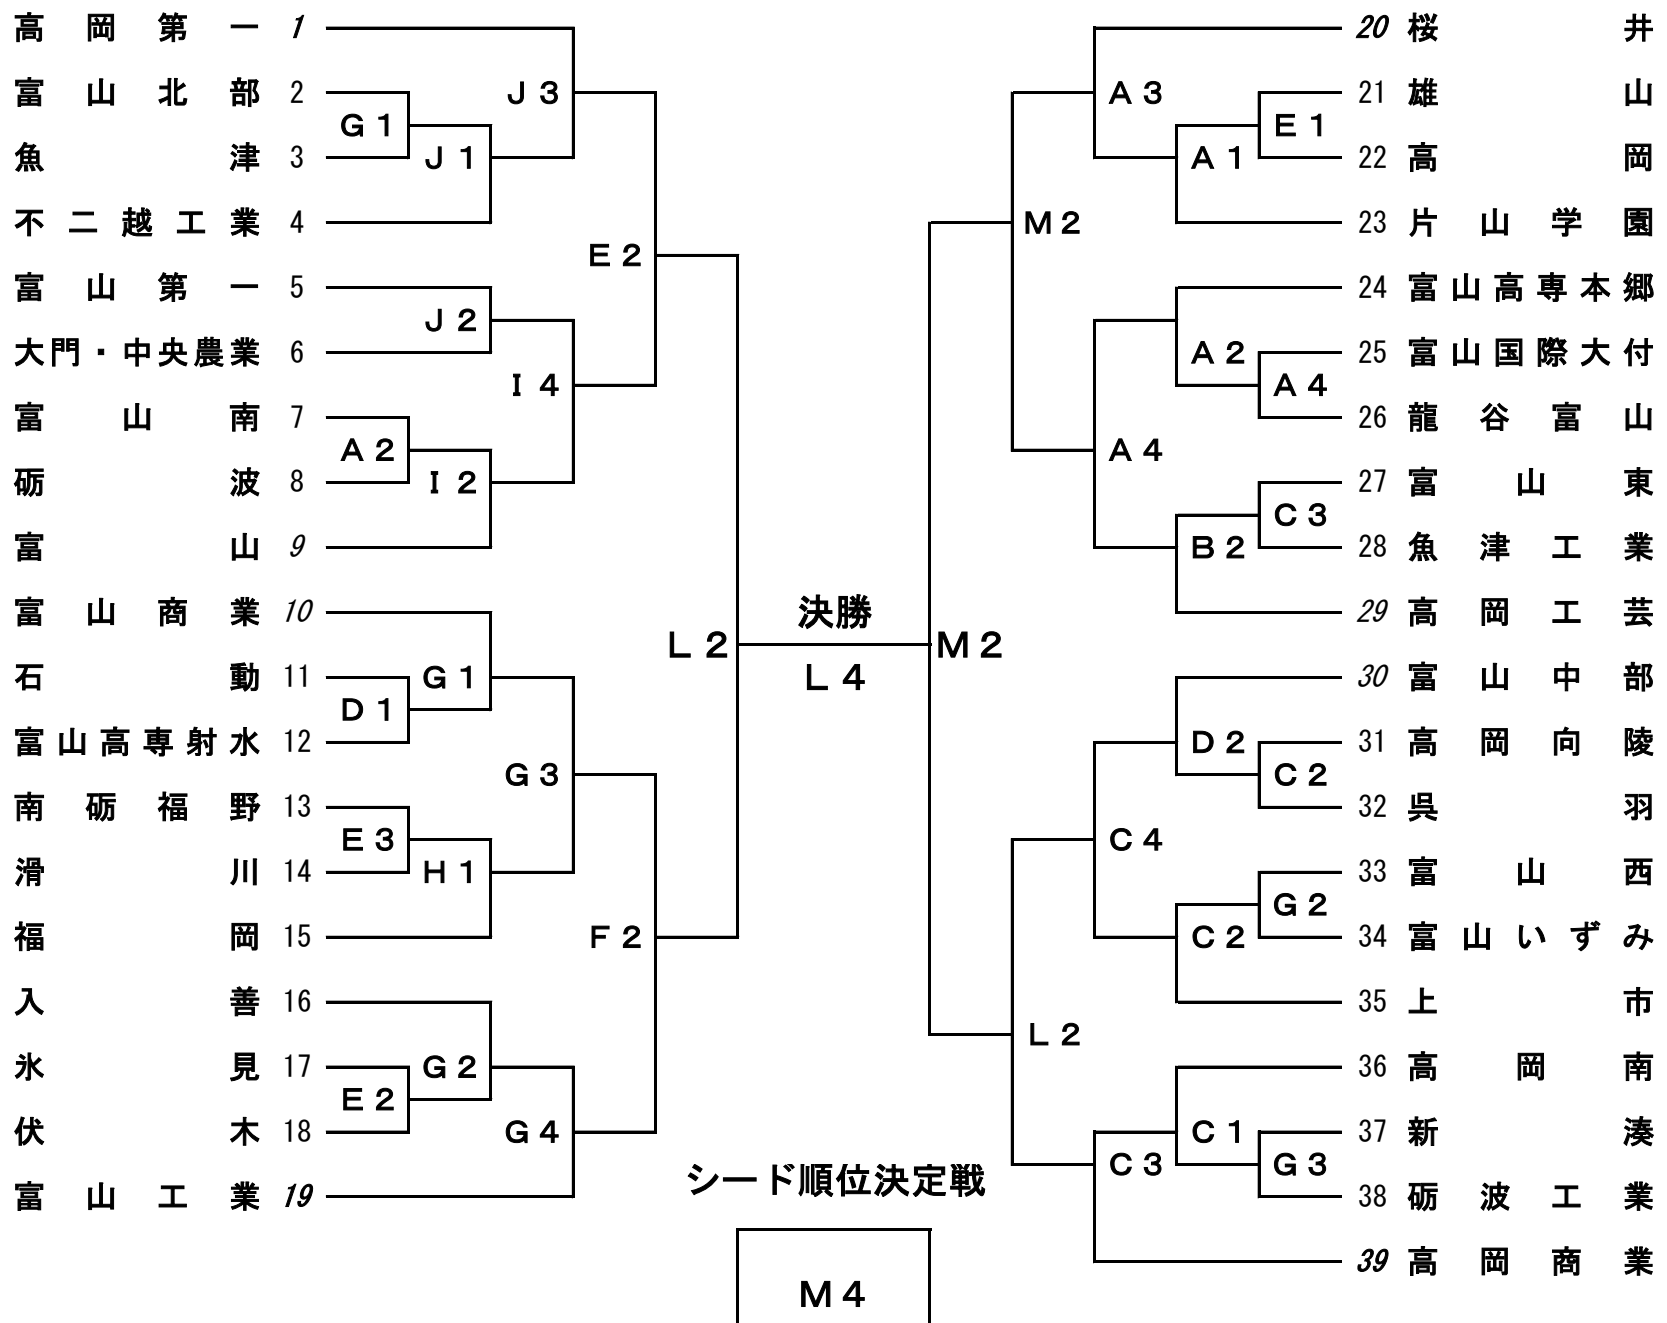 高岡第一 1
富山北部 2
魚津 3
不二越工業 4
富山第一 5
大門・中央農業 6
富山南 7
砺波 8
富山 9
富山商業 10
石動 11
富山高専射水 12
南砺福野 13
滑川 14
福岡 15
入善 16
氷見 17
伏木 18
富山工業 19
G1
A2
D1
E3
E2
J1
J2
I2
G1
H1
G2
J3
I4
G3
G4
E2
F2
L2
決勝
L4
M2
シード順位決定戦
M4
M2
L2
A3
A4
C4
C3
A1
A2
B2
D2
C2
C1
E1
A4
C3
C2
G2
G3
20 桜井
21 雄山
22 高岡
23 片山学園
24 富山高専本郷
25 富山国際大付
26 龍谷富山
27 富山東
28 魚津工業
29 高岡工芸
30 富山中部
31 高岡向陵
32 呉羽
33 富山西
34 富山いずみ
35 上市
36 高岡南
37 新湊
38 砺波工業
39 高岡商業